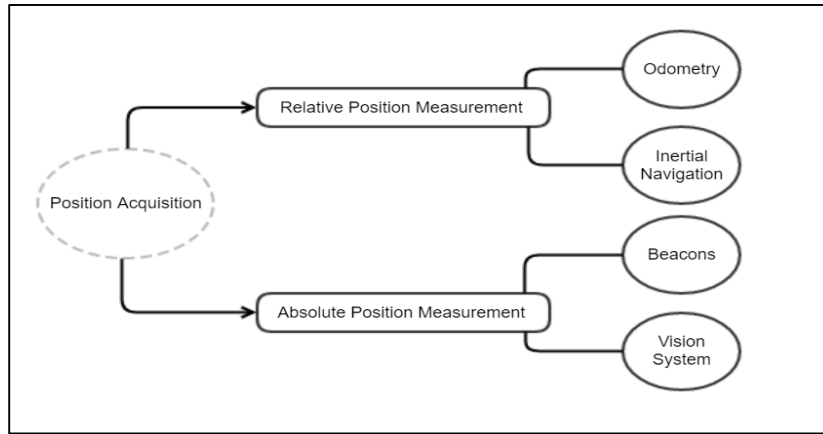 Odometry
Relative Position Measurement
Inertial
Navigation
Position Acquisition
Beacons
Absolute Position Measurement
Vision
System